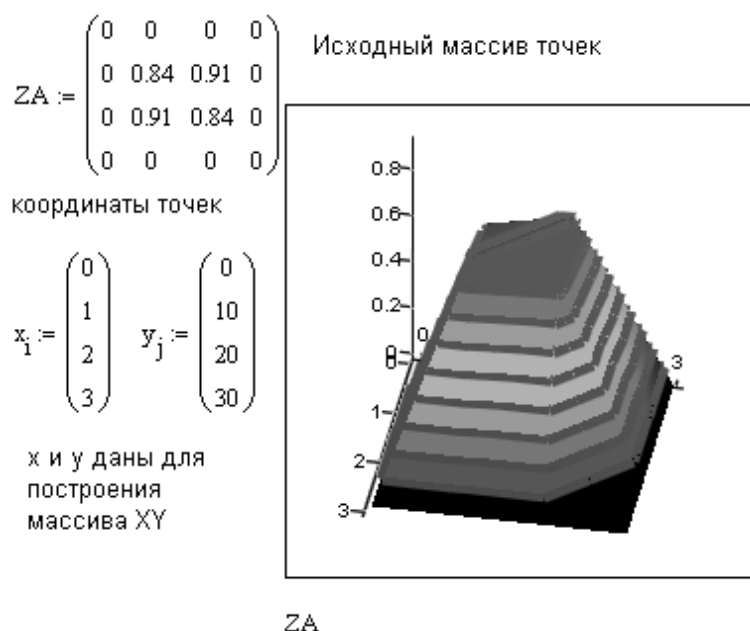 Исходный массив точек
ZA := ( 0 0 0 0
0 0.84 0.91 0
0 0.91 0.84 0
0 0 0 0 )
координаты точек
x i := ( 0 1 2 3 ) y j := ( 0 10 20 30 )
x и y даны для
построения
массива XY
0.8
0.6
0.4
0.2
0
0
0
1
2
3
3
ZA